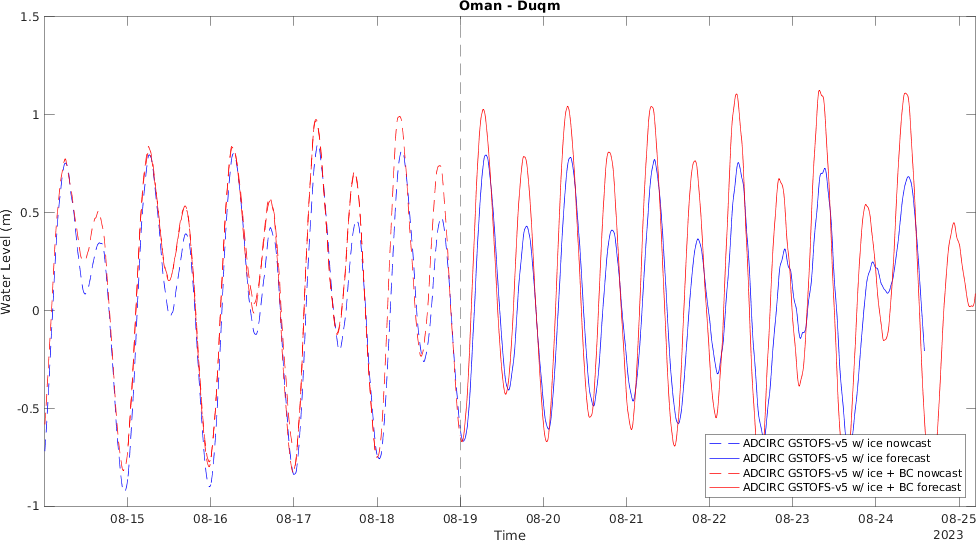 Oman - Duqm
1.5
1
0.5
0
-0.5
-1
Water Level (m)
08-15 08-16 08-17 08-18 08-19 08-20 08-21 08-22 08-23 08-24 08-25
Time
2023
ADCIRC GSTOFS-v5 w/ ice nowcast
ADCIRC GSTOFS-v5 w/ ice forecast
ADCIRC GSTOFS-v5 w/ ice + BC nowcast
ADCIRC GSTOFS-v5 w/ ice + BC forecast